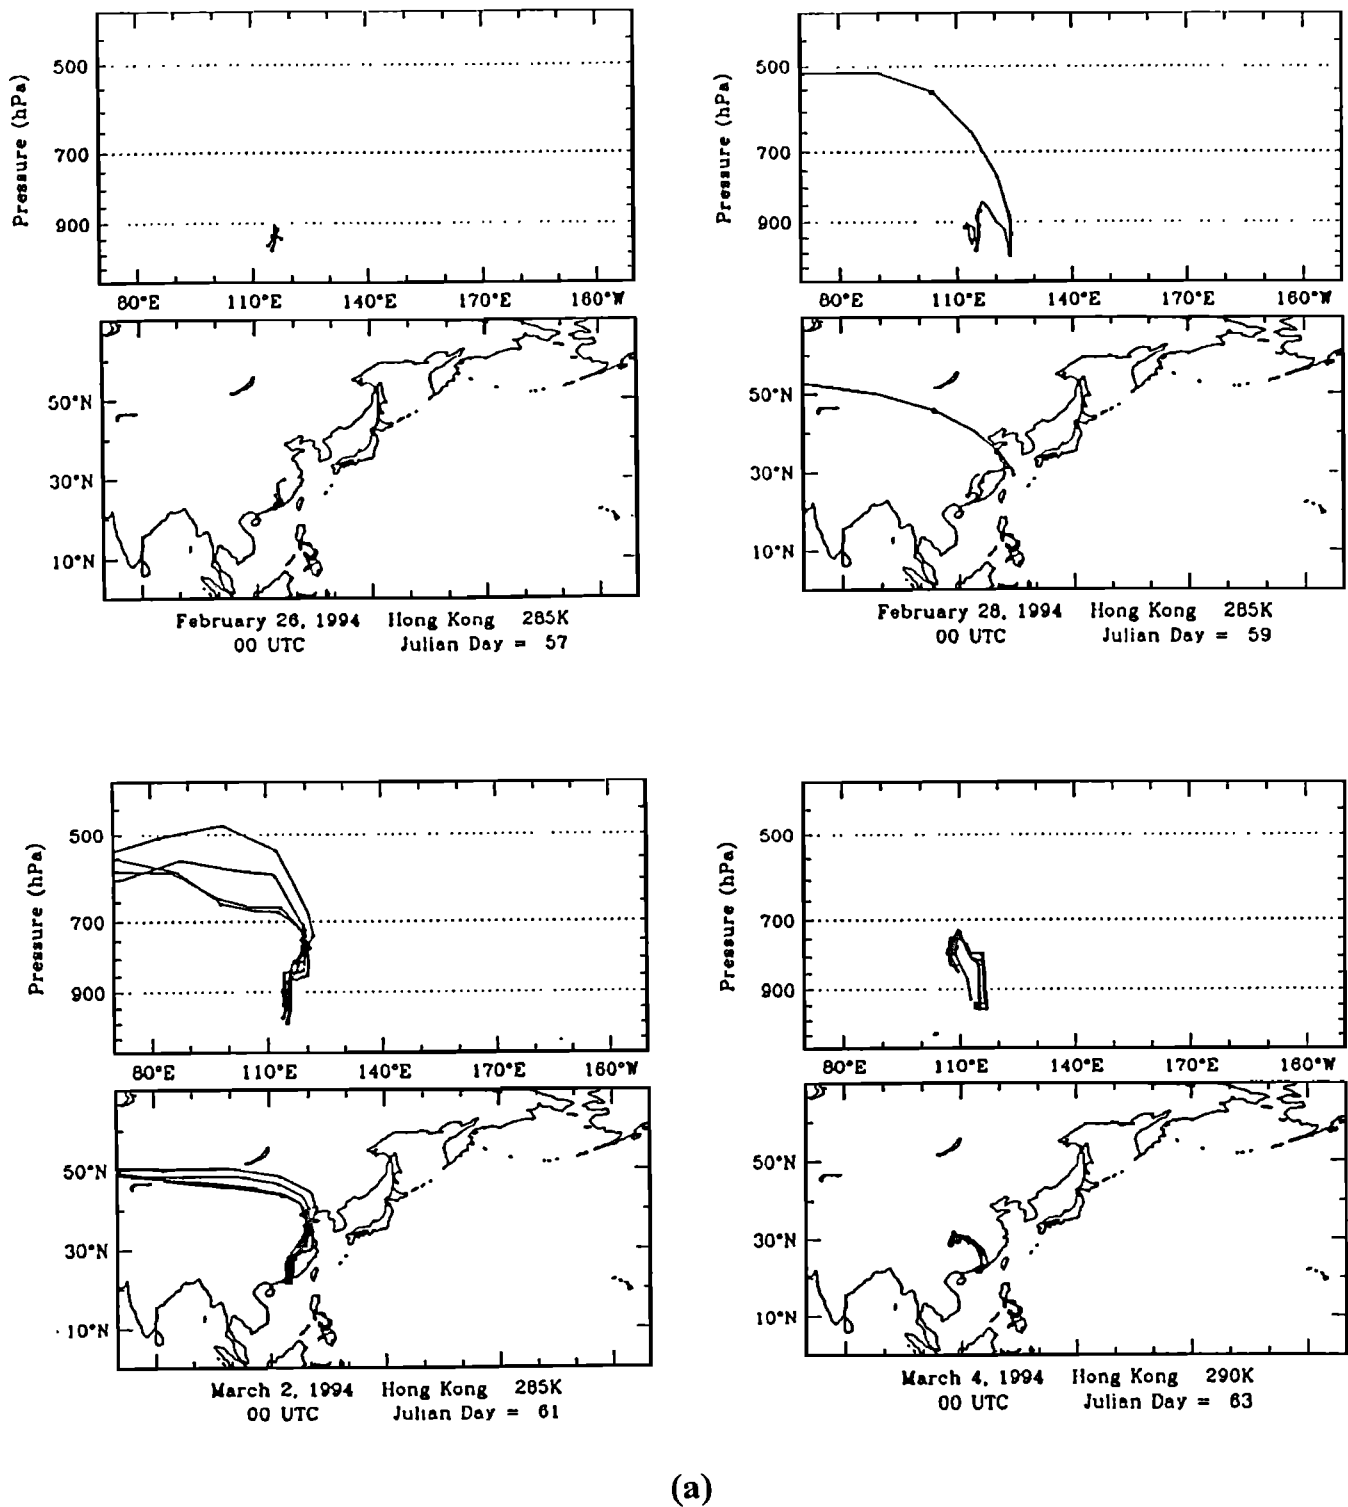 Pressure (hPa)
500
700
900
80°E 110°E 140°E 170°E 160°W
50°N
30°N
10°N
February 26, 1994 Hong Kong 285K
00 UTC Julian Day = 57
Pressure (hPa)
500
700
900
80°E 110°E 140°E 170°E 160°W
50°N
30°N
10°N
February 28, 1994 Hong Kong 285K
00 UTC Julian Day = 59
Pressure (hPa)
500
700
900
80°E 110°E 140°E 170°E 160°W
50°N
30°N
10°N
March 2, 1994 Hong Kong 285K
00 UTC Julian Day = 61
Pressure (hPa)
500
700
900
80°E 110°E 140°E 170°E 160°W
50°N
30°N
10°N
March 4, 1994 Hong Kong 290K
00 UTC Julian Day = 63
(a)